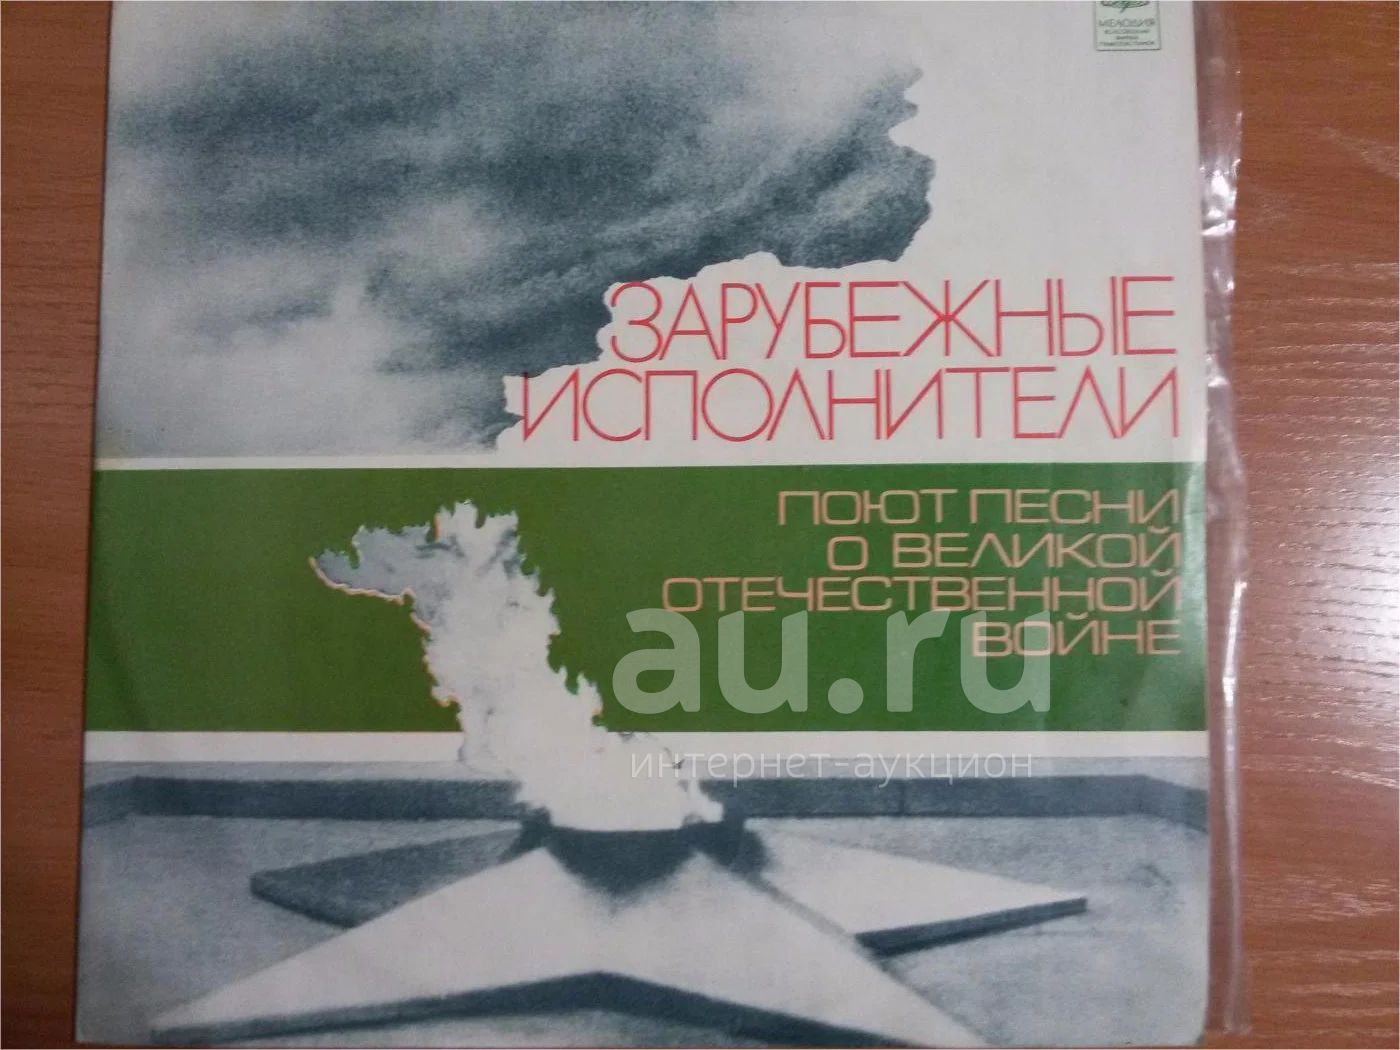 МЕЛОДИЯ
ЗАРУБЕЖНЫЕ
ИСПОЛНИТЕЛИ
ПОЮТ ПЕСНИ
О ВЕЛИКОЙ
ОТЕЧЕСТВЕННОЙ
ВОЙНЕ
au.ru
интернет-аукцион